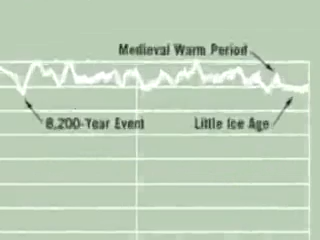 Medieval Warm Period
8,200-Year Event
Little Ice Age